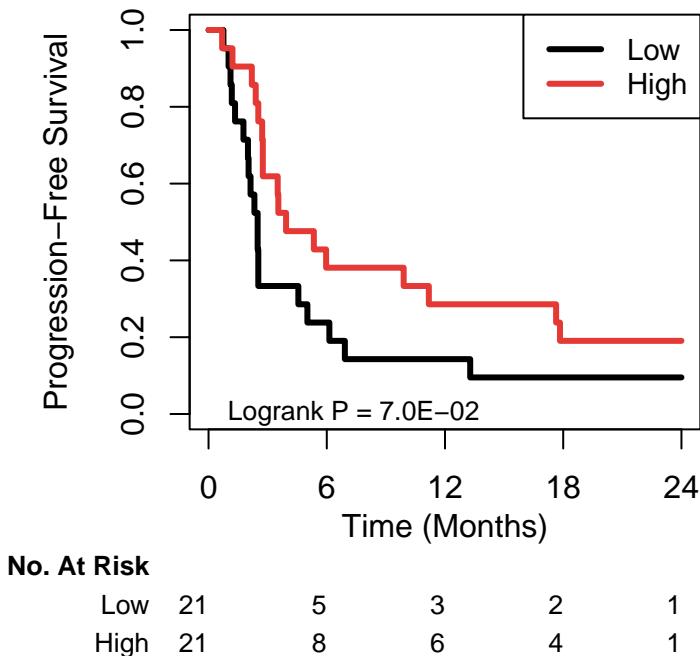 Progression−Free Survival
1.0
0.8
0.6
0.4
0.2
0.0
Low
High
Logrank P = 7.0E−02
0 6 12 18 24
Time (Months)
No. At Risk
Low 21 5 3 2 1
High 21 8 6 4 1